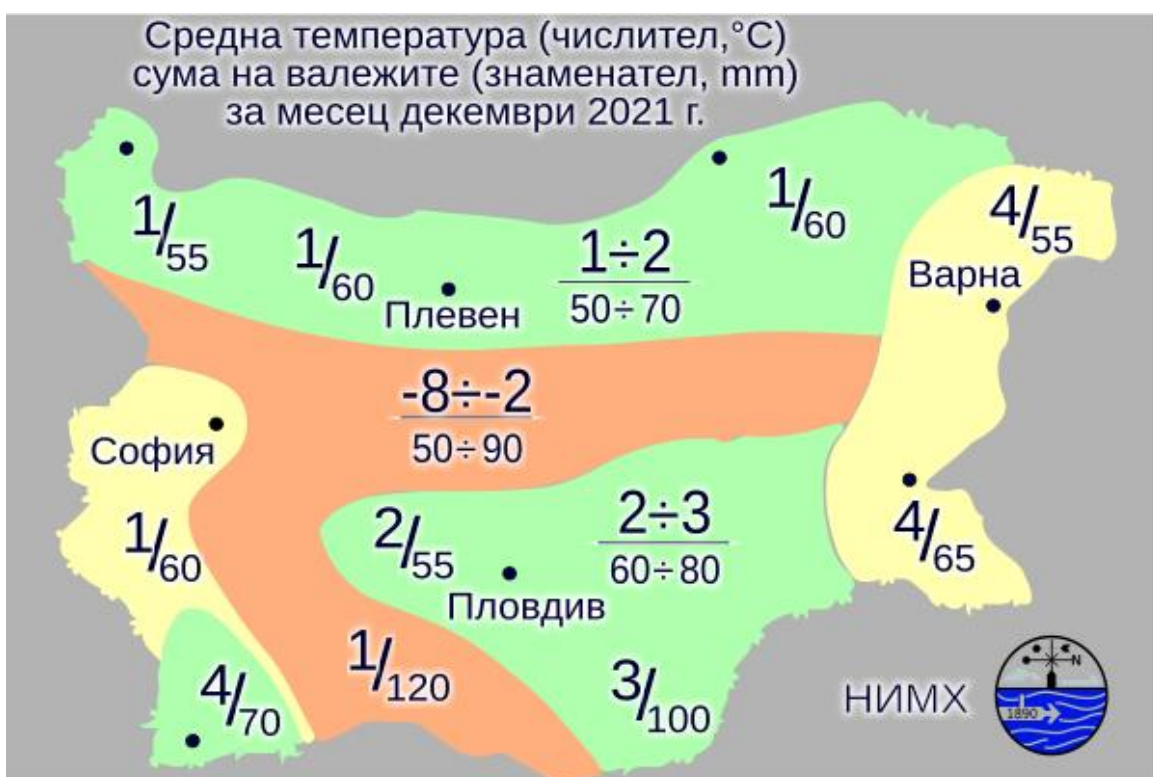 Средна температура (числител,°C)
сума на валежите (знаменател, mm)
за месец декември 2021 г.
1/55
1/60
Плевен
1÷2
50÷70
1/60
4/55
Варна
-8÷-2
50÷90
София
1/60
2/55
Пловдив
2÷3
60÷80
4/65
4/70
1/120
3/100
НИМХ
N
1890